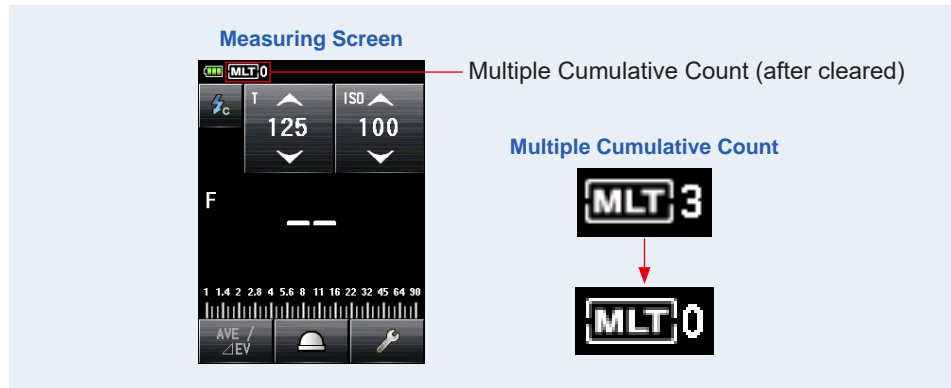 Measuring Screen
MLT 0
Multiple Cumulative Count (after cleared)
C
T
ISO
125
100
Multiple Cumulative Count
MLT 3
F
--
1 1.4 2 2.8 4 5.6 8 11 16 22 32 45 64 90
MLT 0
AVE /
⊿EV